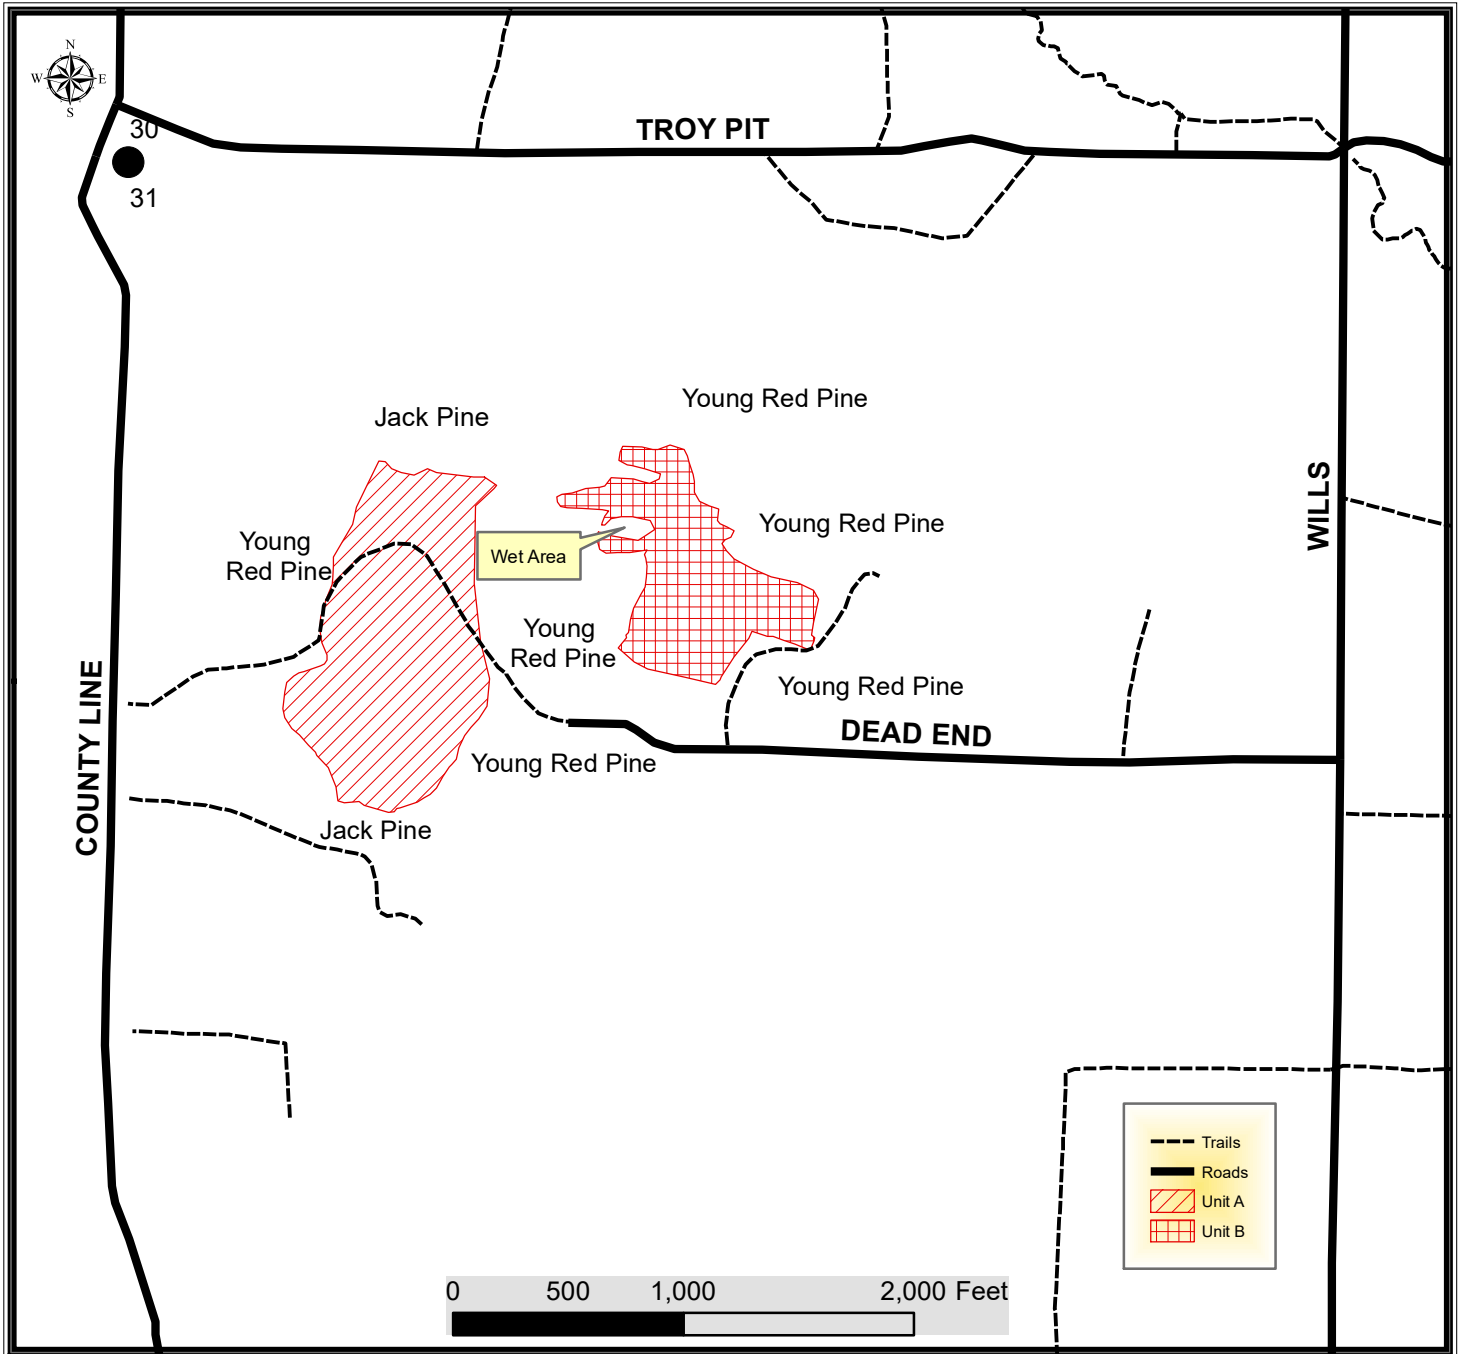 N
W E
S
30
31
TROY PIT
Young Red Pine
Jack Pine
WILLS
Young Red Pine
Young
Red Pine
Wet Area
Young
Red Pine
COUNTY LINE
Young Red Pine
DEAD END
Young Red Pine
Jack Pine
Trails
Roads
Unit A
Unit B
0 500 1,000 2,000 Feet